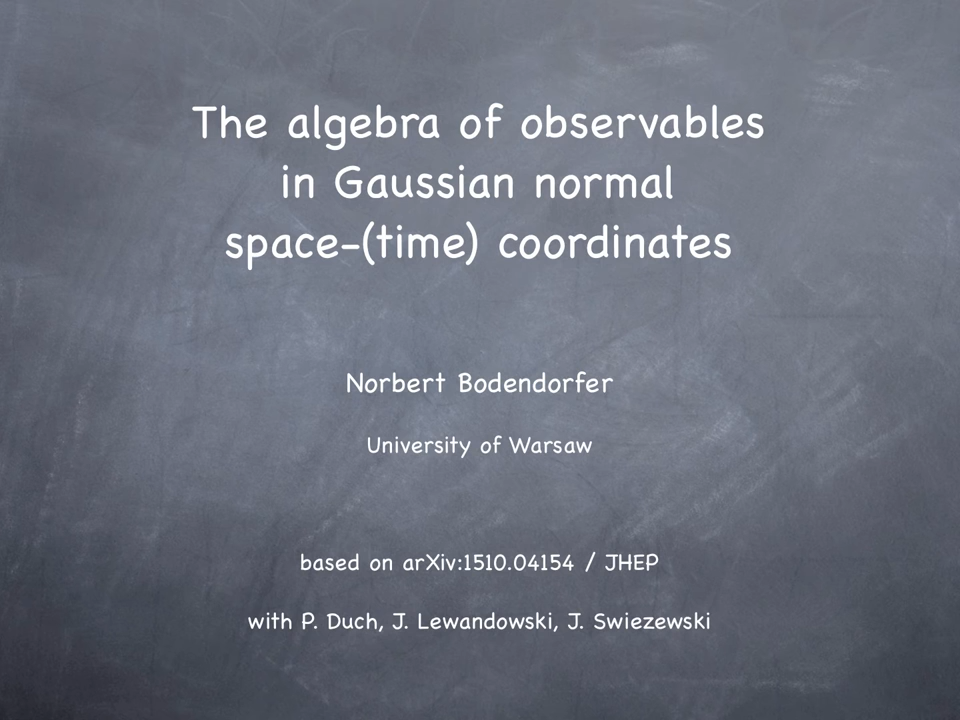 The algebra of observables
in Gaussian normal
space-(time) coordinates
Norbert Bodendorfer
University of Warsaw
based on arXiv:1510.04154 / JHEP
with P. Duch, J. Lewandowski, J. Swiezewski